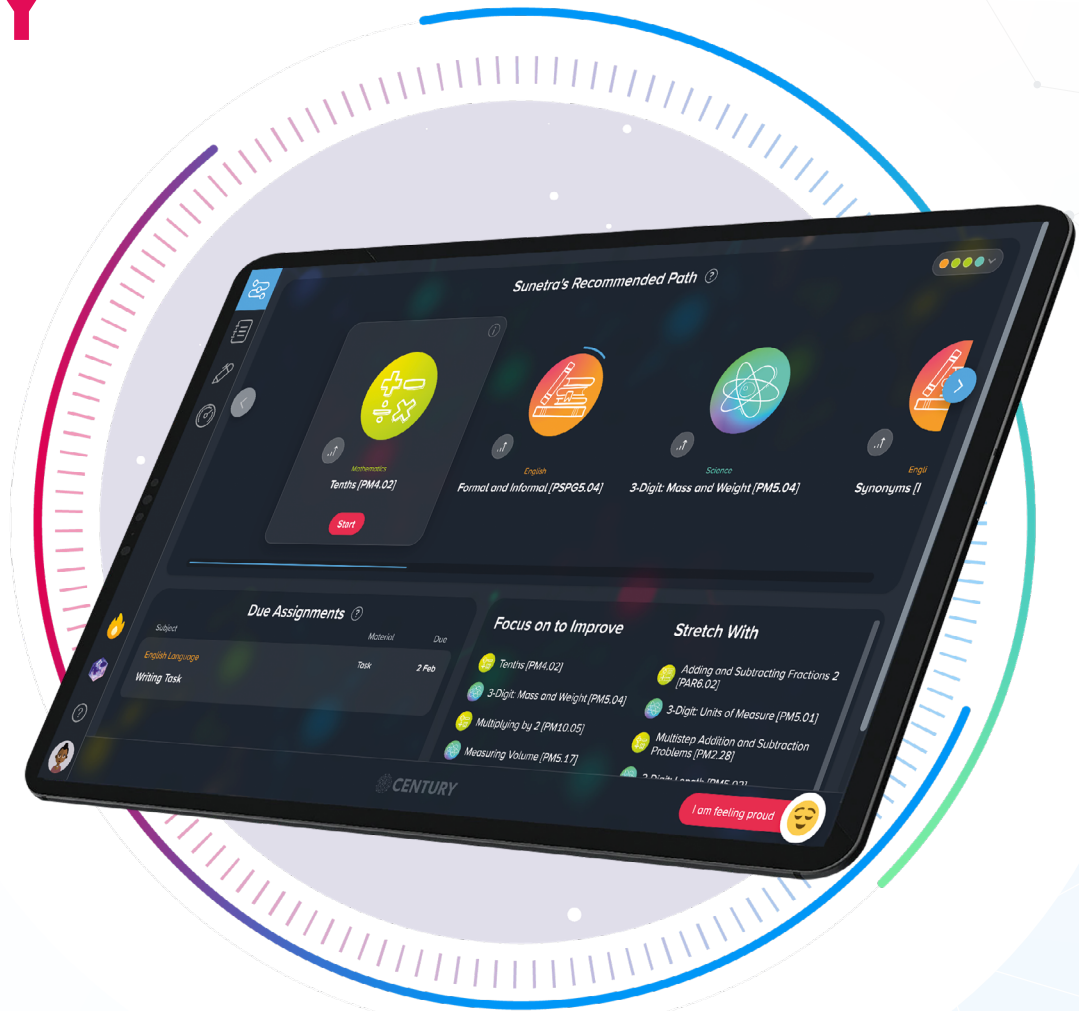 Y
Sunetra's Recommended Path ?
Mathematics
Tenths [PM4.02]
Start
English
Formal and Informal [PSPG5.04]
Science
3-Digit: Mass and Weight [PM5.04]
Engli
Synonyms [
Due Assignments ?
Subject
Material
Due
English Language
Task
2 Feb
Writing Task
Focus on to Improve
Tenths [PM4.02]
3-Digit: Mass and Weight [PM5.04]
Multiplying by 2 [PM10.05]
Measuring Volume [PM5.17]
Stretch With
Adding and Subtracting Fractions 2
[PAR6.02]
3-Digit: Units of Measure [PM5.01]
Multistep Addition and Subtraction
Problems [PM2.28]
?
CENTURY
I am feeling proud